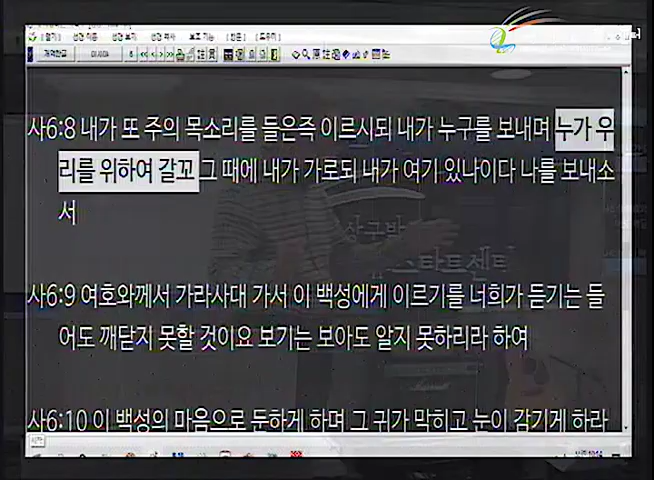 개역한글
사6:8 내가 또 주의 목소리를 들은즉 이르시되 내가 누구를 보내며 누가 우
리를 위하여 갈꼬 그 때에 내가 가로되 내가 여기 있나이다 나를 보내소
서
사6:9 여호와께서 가라사대 가서 이 백성에게 이르기를 너희가 듣기는 들
어도 깨닫지 못할 것이요 보기는 보아도 알지 못하리라 하여
사6:10 이 백성의 마음으로 둔하게 하며 그 귀가 막히고 눈이 감기게 하라